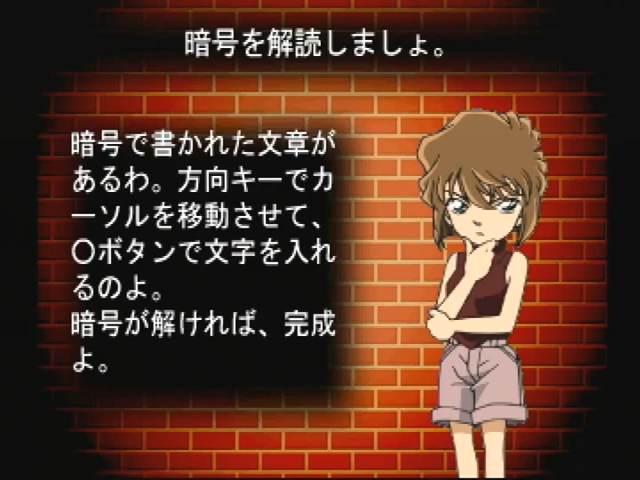 暗号を解読しましょ。
暗号で書かれた文章が
あるわ。方向キーでカ
ーソルを移動させて、
〇ボタンで文字を入れ
るのよ。
暗号が解ければ、完成
よ。